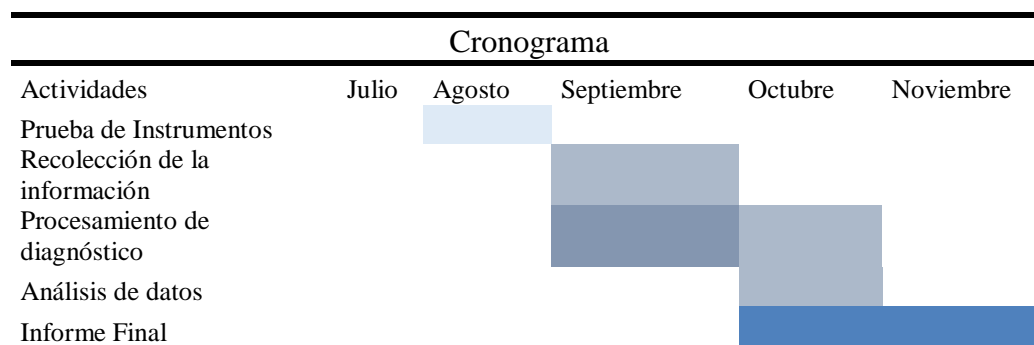 Cronograma
Actividades Julio Agosto Septiembre Octubre Noviembre
Prueba de Instrumentos
Recolección de la
información
Procesamiento de
diagnóstico
Análisis de datos
Informe Final